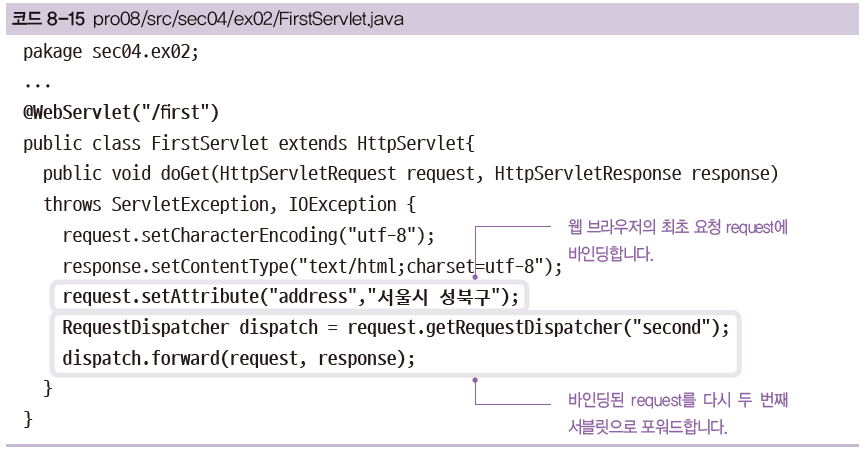 코드 8-15 pro08/src/sec04/ex02/FirstServlet.java
pakage sec04.ex02;
...
@WebServlet("/first")
public class FirstServlet extends HttpServlet{
public void doGet(HttpServletRequest request, HttpServletResponse response)
throws ServletException, IOException {
request.setCharacterEncoding("utf-8");
웹 브라우저의 최초 요청 request에
바인딩합니다.
response.setContentType("text/html;charset=utf-8");
request.setAttribute("address","서울시 성북구");
RequestDispatcher dispatch = request.getRequestDispatcher("second");
dispatch.forward(request, response);
}
바인딩된 request를 다시 두 번째
서블릿으로 포워드합니다.
}